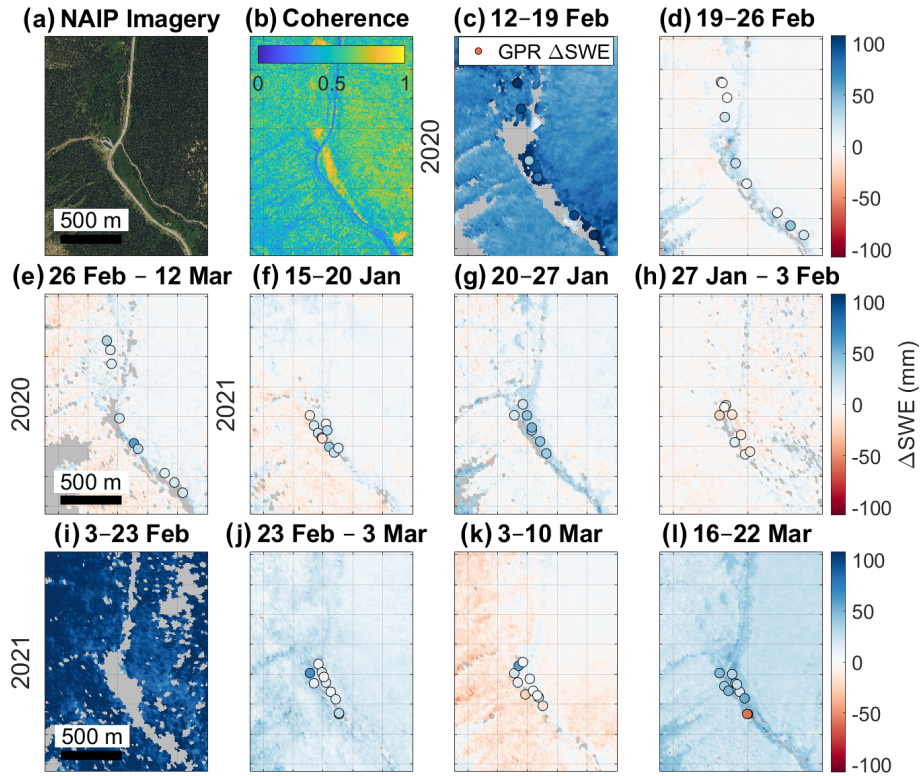 (a) NAIP Imagery
(b) Coherence
(c) 12–19 Feb
(d) 19–26 Feb
0
0.5
1
GPR ΔSWE
500 m
2020
100
50
0
-50
-100
(e) 26 Feb – 12 Mar
(f) 15–20 Jan
(g) 20–27 Jan
(h) 27 Jan – 3 Feb
2020
500 m
2021
100
50
0
-50
-100
ΔSWE (mm)
(i) 3–23 Feb
(j) 23 Feb – 3 Mar
(k) 3–10 Mar
(l) 16–22 Mar
2021
500 m
100
50
0
-50
-100